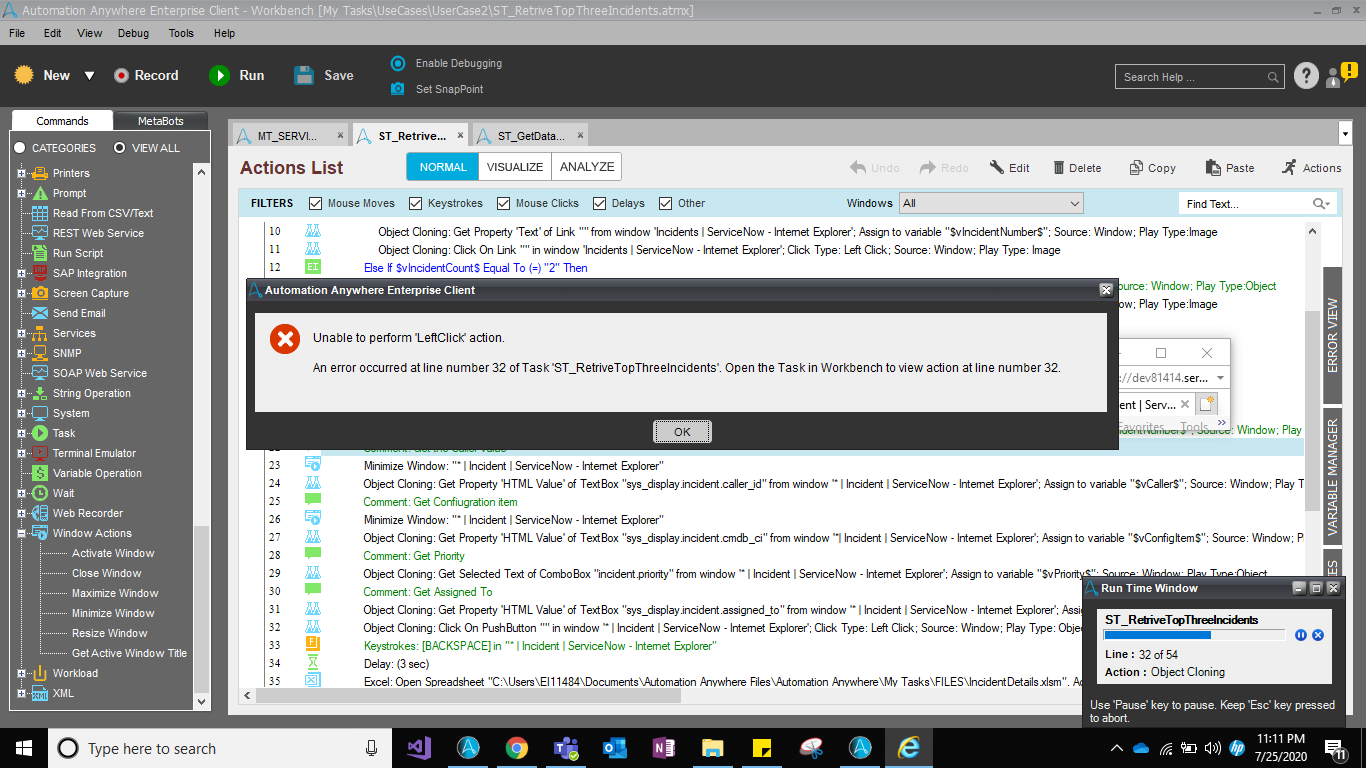 Automation Anywhere Enterprise Client - Workbench [My Tasks\UseCases\UserCase2\ST_RetriveTopThreeIncidents.atmx]
File Edit View Debug Tools Help
New Record Run Save
Enable Debugging
Set SnapPoint
Search Help ...
Commands MetaBots
CATEGORIES VIEW ALL
Printers
Prompt
Read From CSV/Text
REST Web Service
Run Script
SAP Integration
Screen Capture
Send Email
Services
SNMP
SOAP Web Service
String Operation
System
Task
Terminal Emulator
Variable Operation
Wait
Web Recorder
Window Actions
Activate Window
Close Window
Maximize Window
Minimize Window
Resize Window
Get Active Window Title
Workload
XML
MT_SERVI... ST_Retrive... ST_GetData...
Actions List
NORMAL VISUALIZE ANALYZE
Undo Redo Edit Delete Copy Paste Actions
FILTERS Mouse Moves Keystrokes Mouse Clicks Delays Other Windows All Find Text...
10 Object Cloning: Get Property 'Text' of Link "" from window 'Incidents | ServiceNow - Internet Explorer'; Assign to variable "$vIncidentNumber$"; Source: Window; Play Type:Image
11 Object Cloning: Click On Link "" in window 'Incidents | ServiceNow - Internet Explorer'; Click Type: Left Click; Source: Window; Play Type: Image
12 Else If $vIncidentCount$ Equal To (=) "2" Then
ource: Window; Play Type:Object
ow; Play Type:Image
Automation Anywhere Enterprise Client
Unable to perform 'LeftClick' action.
An error occurred at line number 32 of Task 'ST_RetriveTopThreeIncidents'. Open the Task in Workbench to view action at line number 32.
OK
://dev81414.ser...
ent | Serv...
Favorites Tools
Source: Window; Play
Comment: Get the Caller Value
23 Minimize Window: "* | Incident | ServiceNow - Internet Explorer"
24 Object Cloning: Get Property 'HTML Value' of TextBox "sys_display.incident.caller_id" from window '* | Incident | ServiceNow - Internet Explorer'; Assign to variable "$vCaller$"; Source: Window; Play T
25 Comment: Get Confiugration item
26 Minimize Window: "* | Incident | ServiceNow - Internet Explorer"
27 Object Cloning: Get Property 'HTML Value' of TextBox "sys_display.incident.cmdb_ci" from window '*| Incident | ServiceNow - Internet Explorer'; Assign to variable "$vConfigItem$"; Source: Window; P
28 Comment: Get Priority
29 Object Cloning: Get Selected Text of ComboBox "incident.priority" from window '* | Incident | ServiceNow - Internet Explorer'; Assign to variable "$vPriority$"; Source: Window; Play Type:Object
30 Comment: Get Assigned To
31 Object Cloning: Get Property 'HTML Value' of TextBox "sys_display.incident.assigned_to" from window '* | Incident | ServiceNow - Internet Explorer'; Assi
32 Object Cloning: Click On PushButton "" in window '* | Incident | ServiceNow - Internet Explorer'; Click Type: Left Click; Source: Window; Play Type: Objec
33 Keystrokes: [BACKSPACE] in "* | Incident | ServiceNow - Internet Explorer"
34 Delay: (3 sec)
35 Excel: Open Spreadsheet "C:\Users\EI11484\Documents\Automation Anywhere Files\Automation Anywhere\My Tasks\FILES\IncidentDetails.xlsm". Ac
ERROR VIEW
VARIABLE MANAGER
Run Time Window
ST_RetriveTopThreeIncidents
Line : 32 of 54
Action : Object Cloning
Use 'Pause' key to pause. Keep 'Esc' key pressed
to abort.
Type here to search
11:11 PM
7/25/2020
11